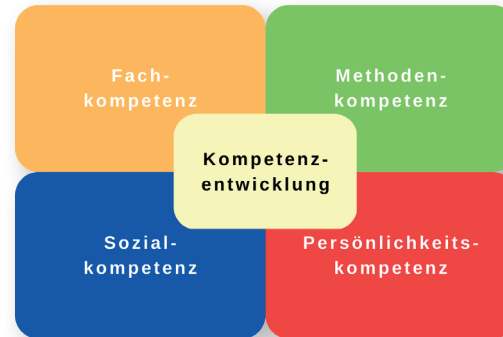 Fach-
kompetenz
Methoden-
kompetenz
Kompetenz-
entwicklung
Sozial-
kompetenz
Persönlichkeits-
kompetenz